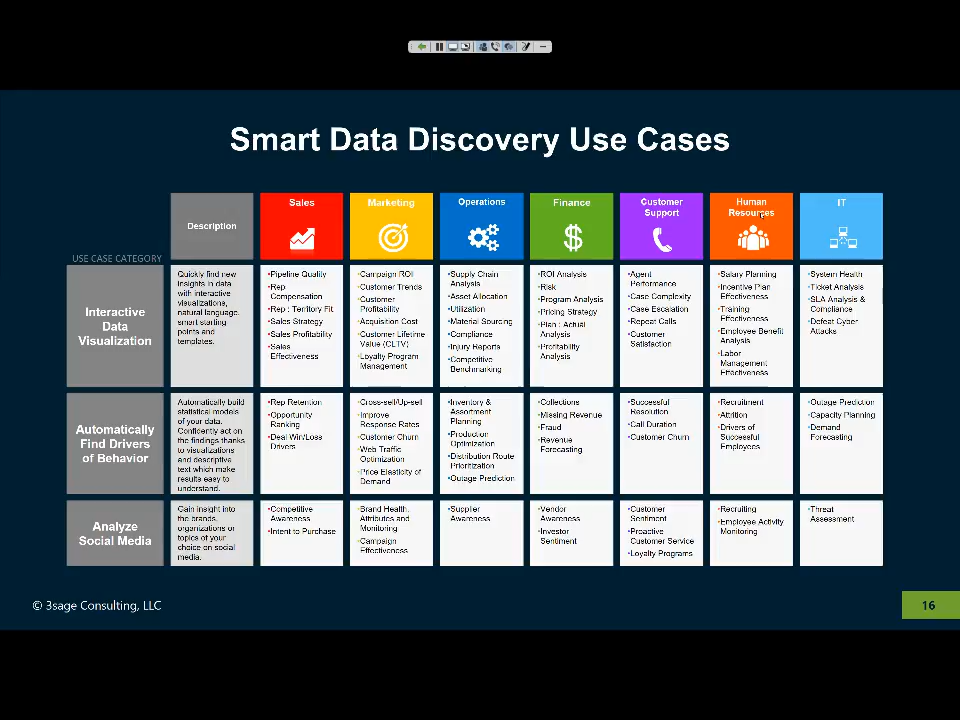 Smart Data Discovery Use Cases
USE CASE CATEGORY
Description
Sales
Marketing
Operations
Finance
Customer
Support
Human
Resources
IT
Interactive
Data
Visualization
Quickly find new
insights in data
with interactive
visualizations,
natural language,
smart starting
points and
templates.
•Pipeline Quality
•Rep
Compensation
•Rep : Territory Fit
•Sales Strategy
•Sales Profitability
•Sales
Effectiveness
•Campaign ROI
•Customer Trends
•Customer
Profitability
•Acquisition Cost
•Customer Lifetime
Value (CLTV)
•Loyalty Program
Management
•Supply Chain
Analysis
•Asset Allocation
•Utilization
•Material Sourcing
•Compliance
•Injury Reports
•Competitive
Benchmarking
•ROI Analysis
•Risk
•Program Analysis
•Pricing Strategy
•Plan : Actual
Analysis
•Profitability
Analysis
•Agent
Performance
•Case Complexity
•Case Escalation
•Repeat Calls
•Customer
Satisfaction
•Salary Planning
•Incentive Plan
Effectiveness
•Training
Effectiveness
•Employee Benefit
Analysis
•Labor
Management
Effectiveness
•System Health
•Ticket Analysis
•SLA Analysis &
Compliance
•Defeat Cyber
Attacks
Automatically
Find Drivers
of Behavior
Automatically build
statistical models
of your data.
Confidently act on
the findings thanks
to visualizations
and descriptive
text which make
results easy to
understand.
•Rep Retention
•Opportunity
Ranking
•Deal Win/Loss
Drivers
•Cross-sell/Up-sell
•Improve
Response Rates
•Customer Churn
•Web Traffic
Optimization
•Price Elasticity of
Demand
•Inventory &
Assortment
Planning
•Production
Optimization
•Distribution Route
Prioritization
•Outage Prediction
•Collections
•Missing Revenue
•Fraud
•Revenue
Forecasting
•Successful
Resolution
•Call Duration
•Customer Churn
•Recruitment
•Attrition
•Drivers of
Successful
Employees
•Outage Prediction
•Capacity Planning
•Demand
Forecasting
Analyze
Social Media
Gain insight into
the brands,
organizations or
topics of your
choice on social
media.
•Competitive
Awareness
•Intent to Purchase
•Brand Health,
Attributes and
Monitoring
•Campaign
Effectiveness
•Supplier
Awareness
•Vendor
Awareness
•Investor
Sentiment
•Customer
Sentiment
•Proactive
Customer Service
•Loyalty Programs
•Recruiting
•Employee Activity
Monitoring
•Threat
Assessment
© 3sage Consulting, LLC
16